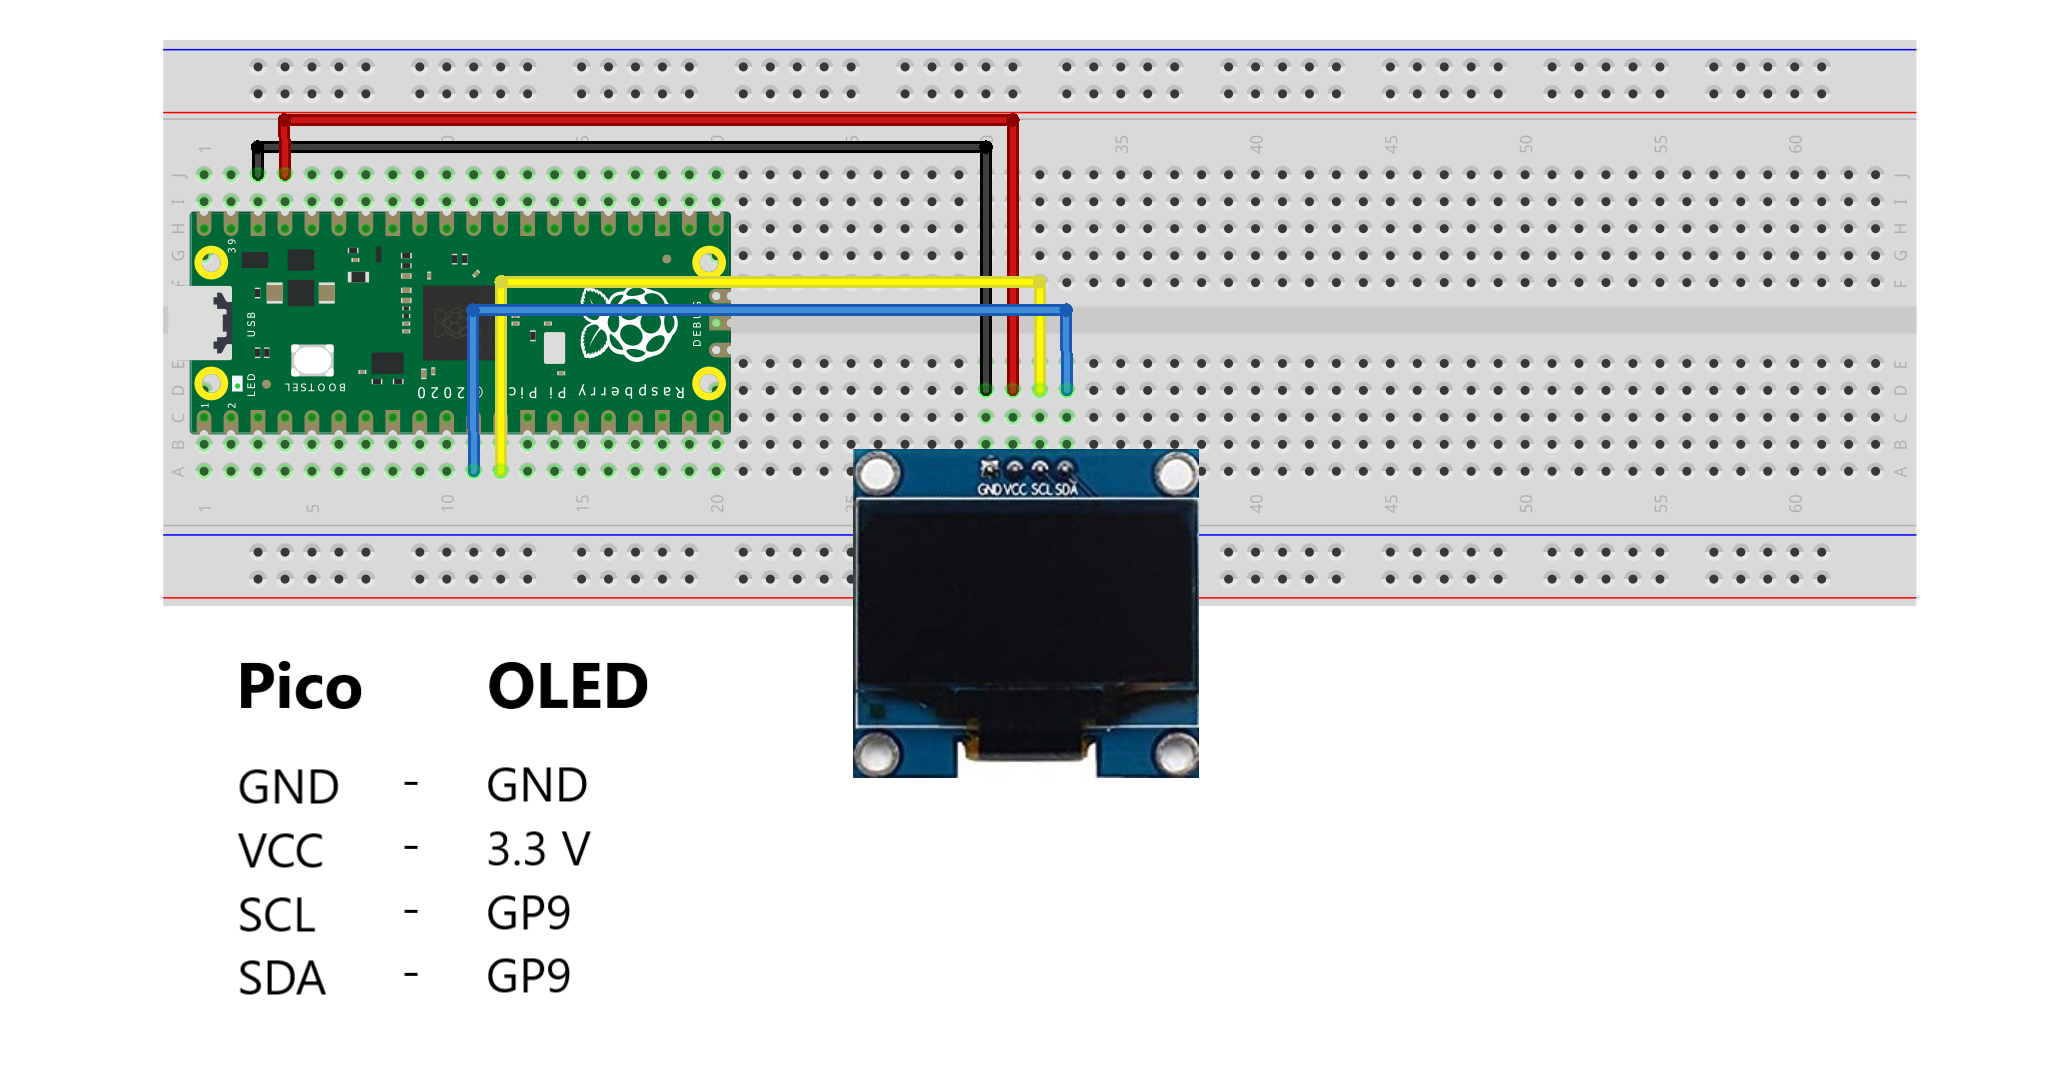 1 5 10 15 20 25 30 35 40 45 50 55 60
J J
I I
H H
G G
F F
39
USB
DEBUG
E E
D D
C C
B B
A A
LED
BOOTSEL
Raspberry Pi Pico © 2020
1 2
GND VCC SCL SDA
1 5 10 15 20 25 40 45 50 55 60
Pico OLED
GND - GND
VCC - 3.3 V
SCL - GP9
SDA - GP9